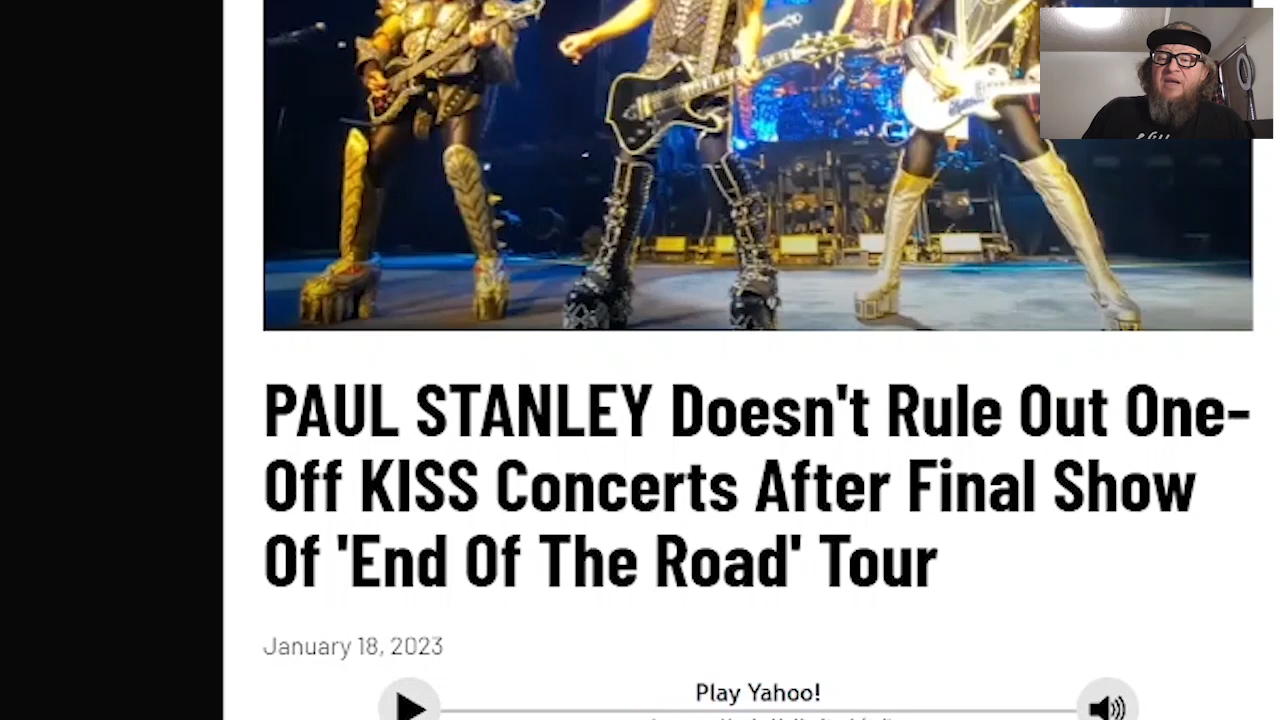 PAUL STANLEY Doesn't Rule Out One-
Off KISS Concerts After Final Show
Of 'End Of The Road' Tour
January 18, 2023
Play Yahoo!